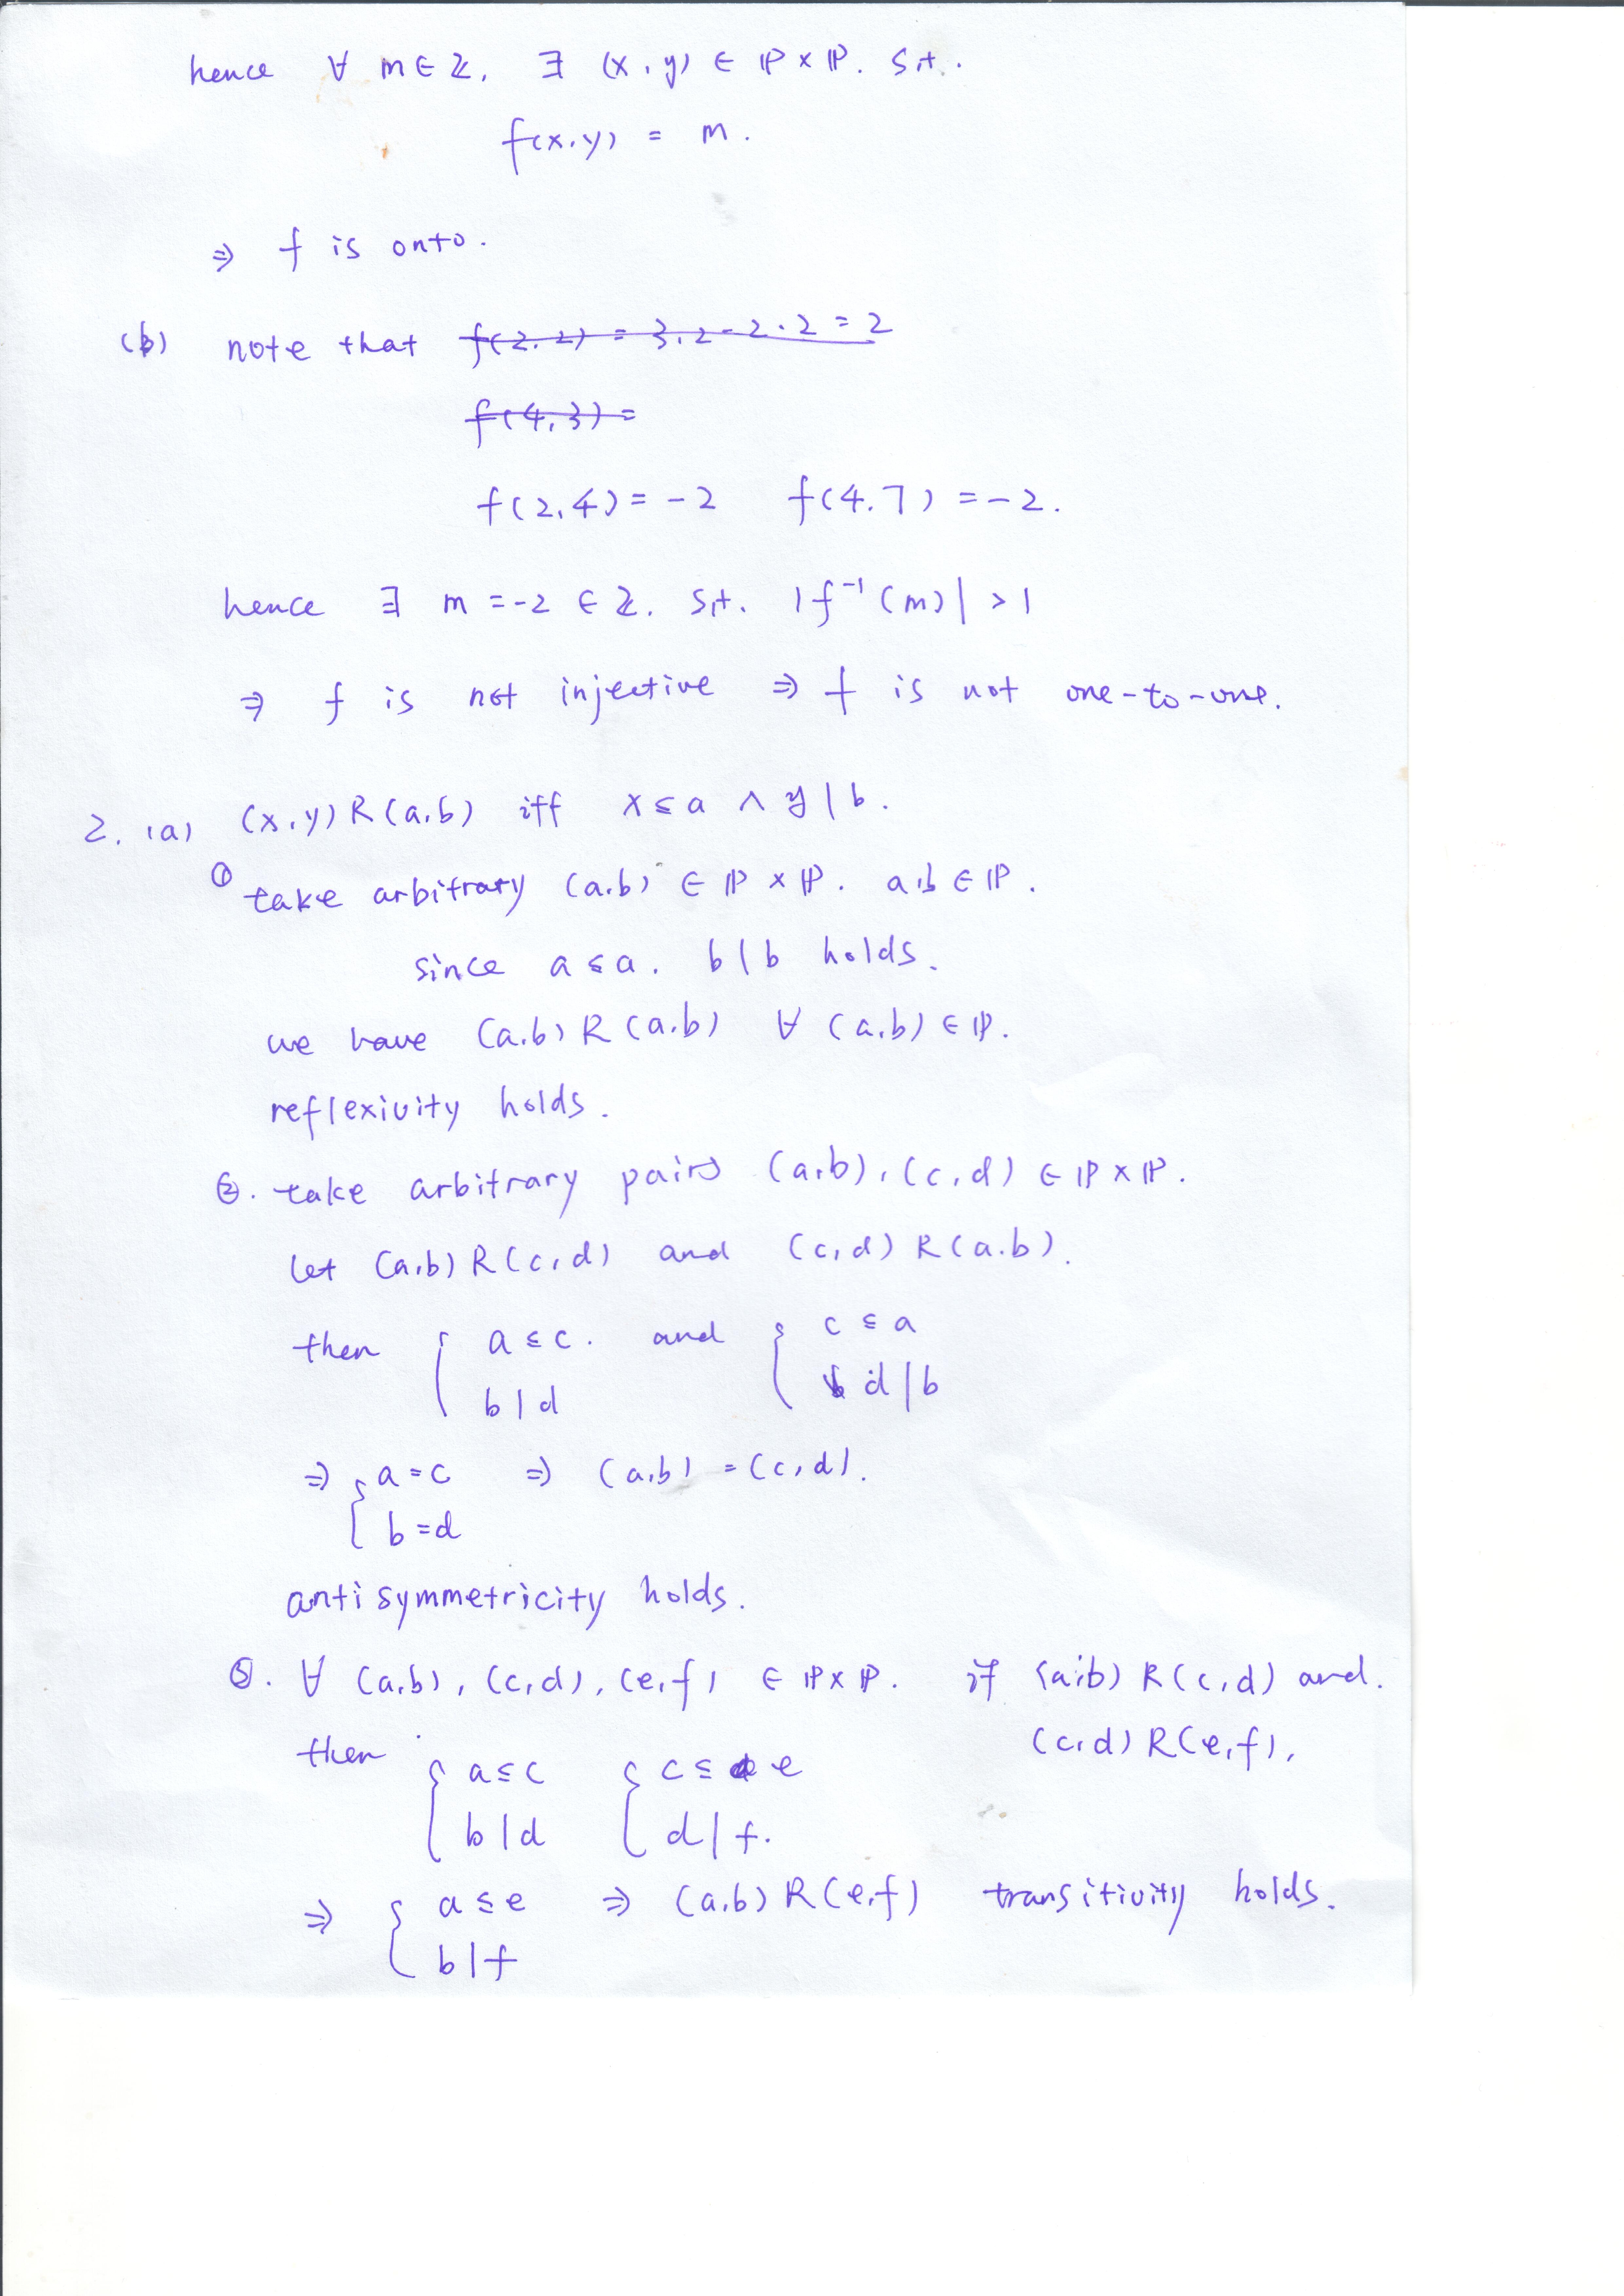 hence ∀ m ∈ ℤ, ∃ (x,y) ∈ ℙ × ℙ. s.t.
f(x,y) = m.
⇒ f is onto.
(b) note that f(2,2) = 3.2 - 2.2 = 2
f(4,3) =
f(2,4) = -2 f(4,7) = -2.
hence ∃ m = -2 ∈ ℤ. s.t. |f⁻¹(m)| > 1
⇒ f is not injective ⇒ f is not one-to-one.
2. (a) (x,y) R (a,b) iff x ≤ a ∧ y | b.
① take arbitrary (a,b) ∈ ℙ × ℙ. a,b ∈ ℙ.
since a ≤ a. b | b holds.
we have (a,b) R (a,b) ∀ (a,b) ∈ ℙ.
reflexivity holds.
②. take arbitrary pairs (a,b), (c,d) ∈ ℙ × ℙ.
let (a,b) R (c,d) and (c,d) R (a,b).
then { a ≤ c. and { c ≤ a
b | d d | b
⇒ { a = c ⇒ (a,b) = (c,d).
b = d
antisymmetricity holds.
③. ∀ (a,b), (c,d), (e,f) ∈ ℙ × ℙ. if (a,b) R (c,d) and.
(c,d) R (e,f),
then { a ≤ c { c ≤ e
b | d d | f.
⇒ { a ≤ e ⇒ (a,b) R (e,f) transitivity holds.
b | f